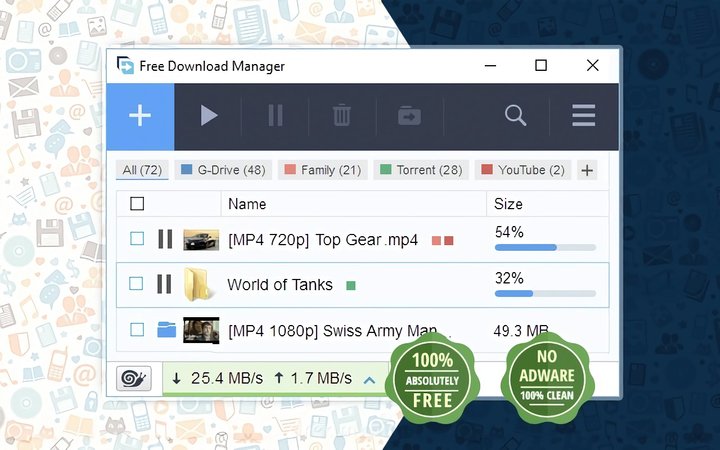 Free Download Manager
All (72) G-Drive (48) Family (21) Torrent (28) YouTube (2) +
Name Size
[MP4 720p] Top Gear .mp4 54%
World of Tanks 32%
[MP4 1080p] Swiss Army Man... 49.3 MB
25.4 MB/s 1.7 MB/s
100%
ABSOLUTELY
FREE
NO
ADWARE
100% CLEAN